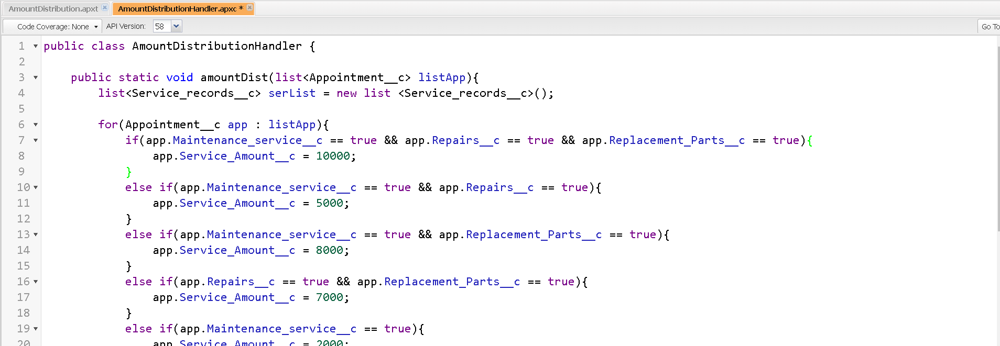 AmountDistribution.apxt AmountDistributionHandler.apxc *
Code Coverage: None API Version: 58 Go To
1 public class AmountDistributionHandler {
2
3 public static void amountDist(list<Appointment__c> listApp){
4 list<Service_records__c> serList = new list <Service_records__c>();
5
6 for(Appointment__c app : listApp){
7 if(app.Maintenance_service__c == true && app.Repairs__c == true && app.Replacement_Parts__c == true){
8 app.Service_Amount__c = 10000;
9 }
10 else if(app.Maintenance_service__c == true && app.Repairs__c == true){
11 app.Service_Amount__c = 5000;
12 }
13 else if(app.Maintenance_service__c == true && app.Replacement_Parts__c == true){
14 app.Service_Amount__c = 8000;
15 }
16 else if(app.Repairs__c == true && app.Replacement_Parts__c == true){
17 app.Service_Amount__c = 7000;
18 }
19 else if(app.Maintenance_service__c == true){
20 app.Service_Amount__c = 2000;